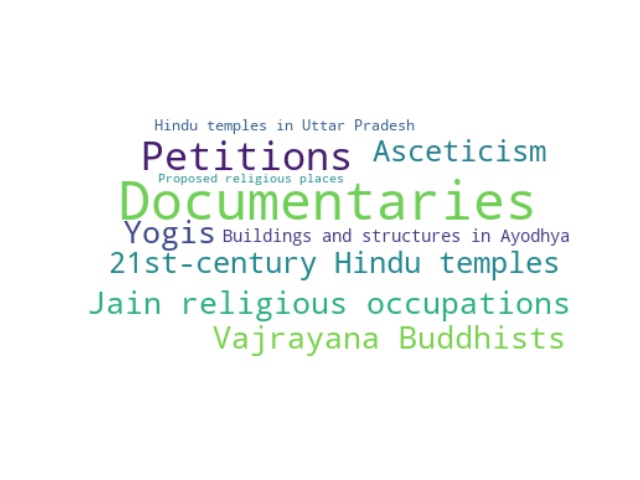 Hindu temples in Uttar Pradesh
Petitions
Asceticism
Proposed religious places
Documentaries
Yogis
Buildings and structures in Ayodhya
21st-century Hindu temples
Jain religious occupations
Vajrayana Buddhists